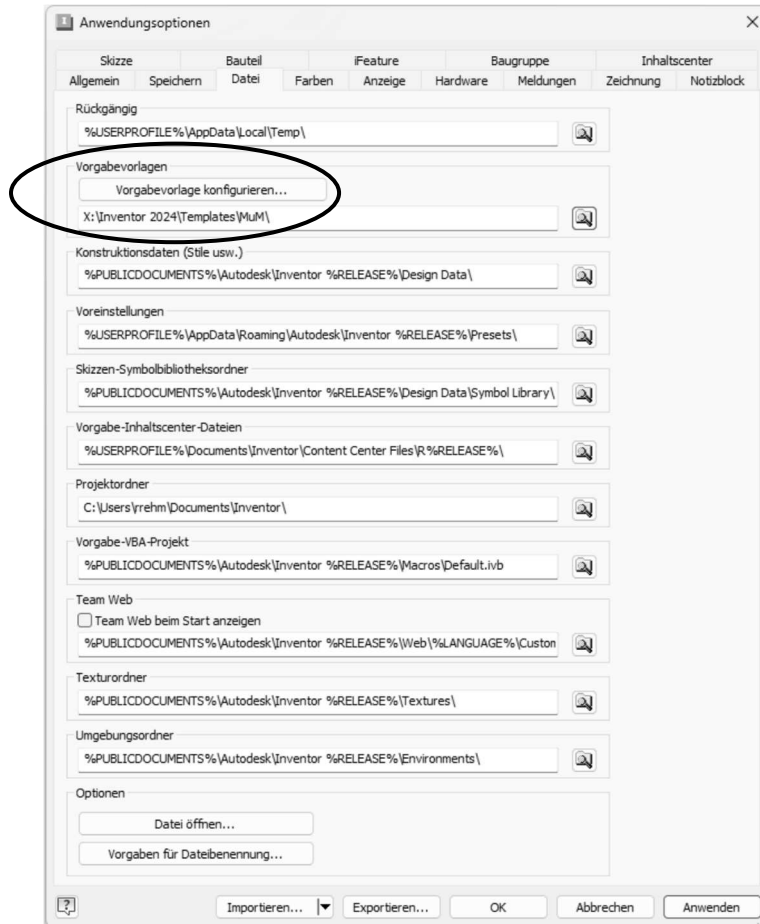 Anwendungsoptionen
Skizze Bauteil iFeature Baugruppe Inhaltscenter
Allgemein Speichern Datei Farben Anzeige Hardware Meldungen Zeichnung Notizblock
Rückgängig
%USERPROFILE%\AppData\Local\Temp\
Vorgabevorlagen
Vorgabevorlage konfigurieren...
X:\Inventor 2024\Templates\MuM\
Konstruktionsdaten (Stile usw.)
%PUBLICDOCUMENTS%\Autodesk\Inventor %RELEASE%\Design Data\
Voreinstellungen
%USERPROFILE%\AppData\Roaming\Autodesk\Inventor %RELEASE%\Presets\
Skizzen-Symbolbibliotheksordner
%PUBLICDOCUMENTS%\Autodesk\Inventor %RELEASE%\Design Data\Symbol Library\
Vorgabe-Inhaltscenter-Dateien
%USERPROFILE%\Documents\Inventor\Content Center Files\R%RELEASE%\
Projektordner
C:\Users\rrehm\Documents\Inventor\
Vorgabe-VBA-Projekt
%PUBLICDOCUMENTS%\Autodesk\Inventor %RELEASE%\Macros\Default.ivb
Team Web
Team Web beim Start anzeigen
%PUBLICDOCUMENTS%\Autodesk\Inventor %RELEASE%\Web\%LANGUAGE%\Custom
Texturordner
%PUBLICDOCUMENTS%\Autodesk\Inventor %RELEASE%\Textures\
Umgebungsordner
%PUBLICDOCUMENTS%\Autodesk\Inventor %RELEASE%\Environments\
Optionen
Datei öffnen...
Vorgaben für Dateibenennung...
? Importieren... Exportieren... OK Abbrechen Anwenden